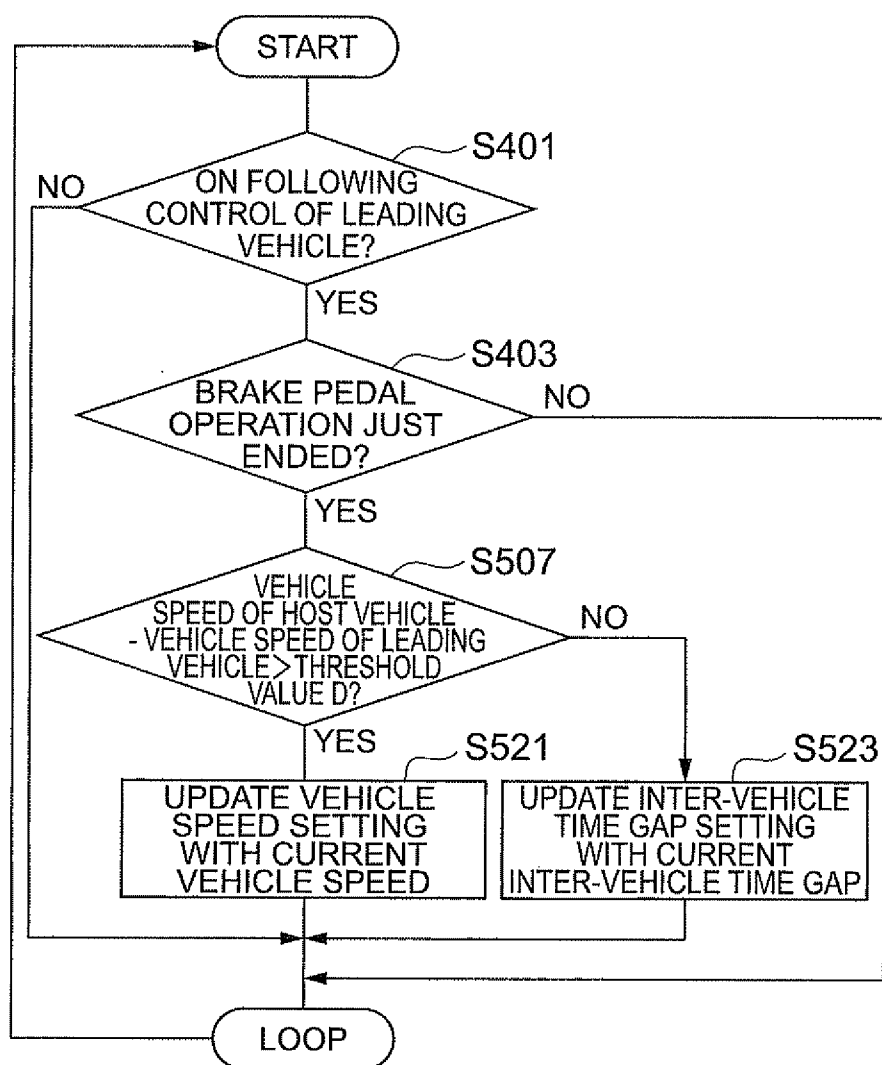 START
S401
NO
ON FOLLOWING
CONTROL OF LEADING
VEHICLE?
YES
S403
BRAKE PEDAL
OPERATION JUST
ENDED?
NO
YES
S507
VEHICLE
SPEED OF HOST VEHICLE
- VEHICLE SPEED OF LEADING
VEHICLE>THRESHOLD
VALUE D?
NO
YES
S521
UPDATE VEHICLE
SPEED SETTING
WITH CURRENT
VEHICLE SPEED
S523
UPDATE INTER-VEHICLE
TIME GAP SETTING
WITH CURRENT
INTER-VEHICLE TIME GAP
LOOP